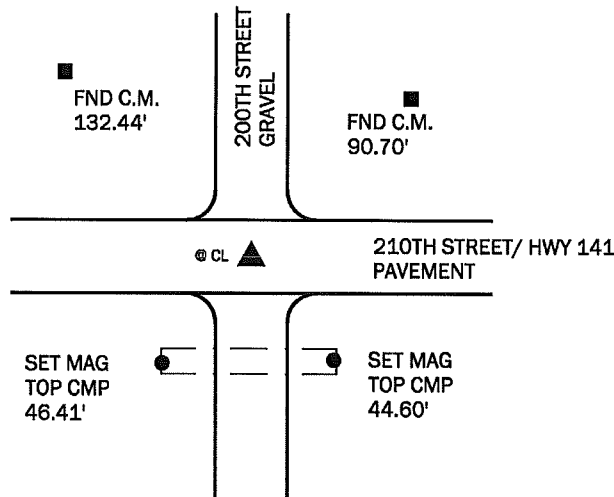 200TH STREET
GRAVEL
FND C.M.
132.44'
FND C.M.
90.70'
@ CL
210TH STREET/ HWY 141
PAVEMENT
SET MAG
TOP CMP
46.41'
SET MAG
TOP CMP
44.60'